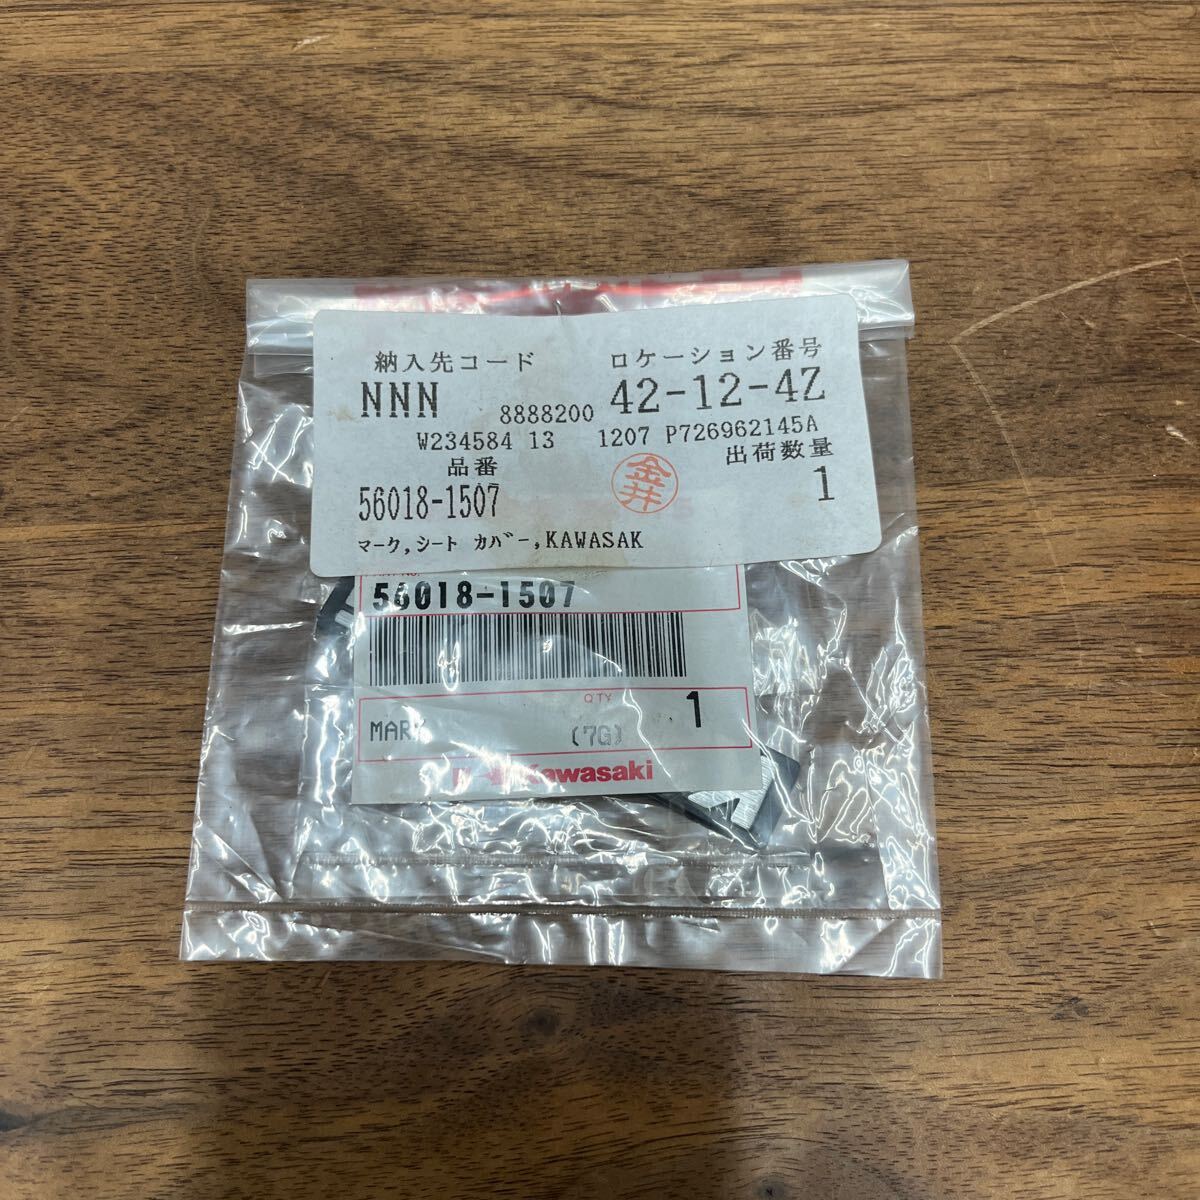 納入先コード ロケーション番号
NNN 8888200 42-12-4Z
W234584 13 1207 P726962145A
品番 出荷数量
56018-1507 金井 1
マーク,シート カバー,KAWASAK
56018-1507
QTY 1
MARK (7G)
Kawasaki